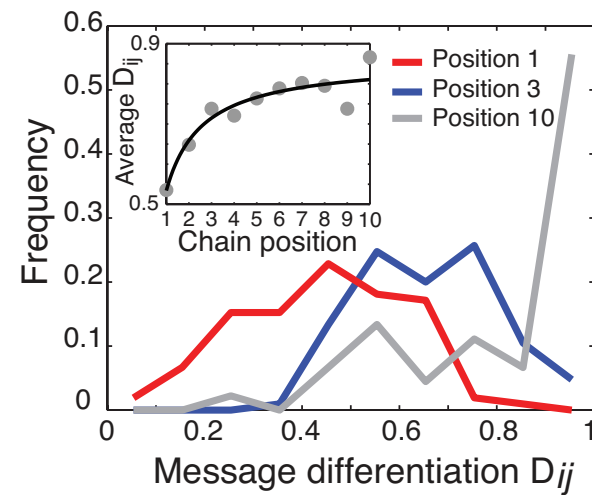 0.6
0.5
0.4
0.3
0.2
0.1
0
Frequency
0 0.2 0.4 0.6 0.8 1
Message differentiation Dij
Position 1
Position 3
Position 10
0.9
0.5
Average Dij
1 2 3 4 5 6 7 8 9 10
Chain position